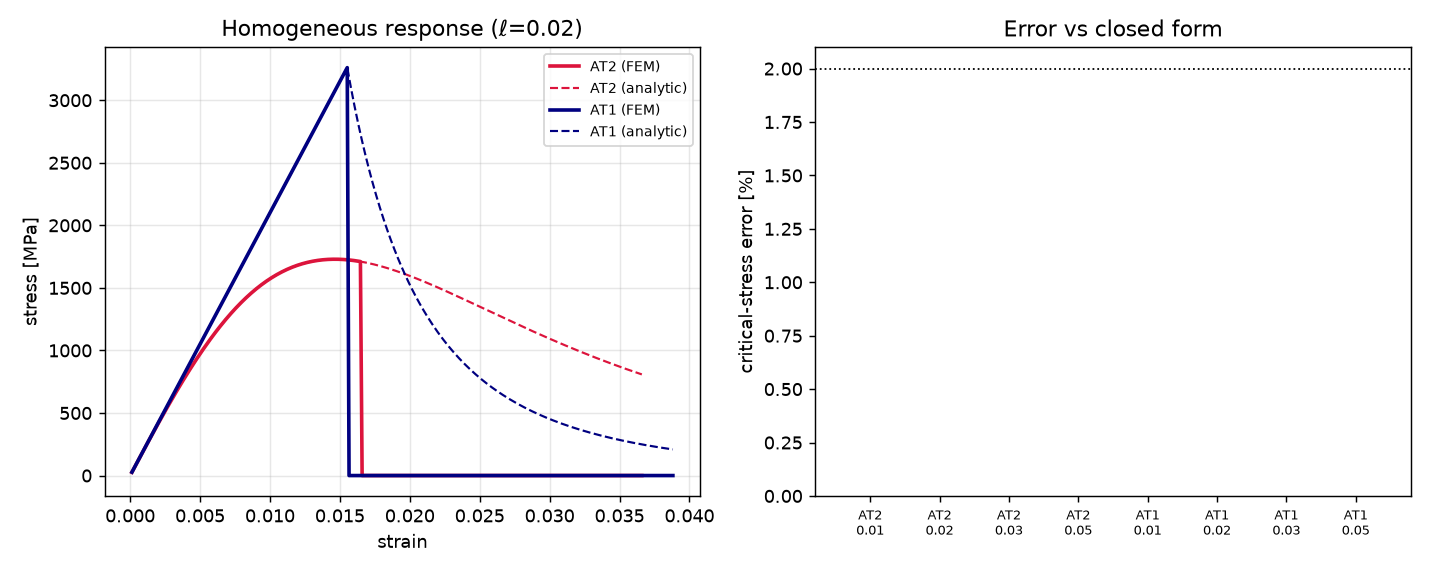 Homogeneous response (ℓ=0.02)
AT2 (FEM)
AT2 (analytic)
AT1 (FEM)
AT1 (analytic)
stress [MPa]
3000
2500
2000
1500
1000
500
0
0.000 0.005 0.010 0.015 0.020 0.025 0.030 0.035 0.040
strain
Error vs closed form
critical-stress error [%]
2.00
1.75
1.50
1.25
1.00
0.75
0.50
0.25
0.00
AT2 AT2 AT2 AT2 AT1 AT1 AT1 AT1
0.01 0.02 0.03 0.05 0.01 0.02 0.03 0.05